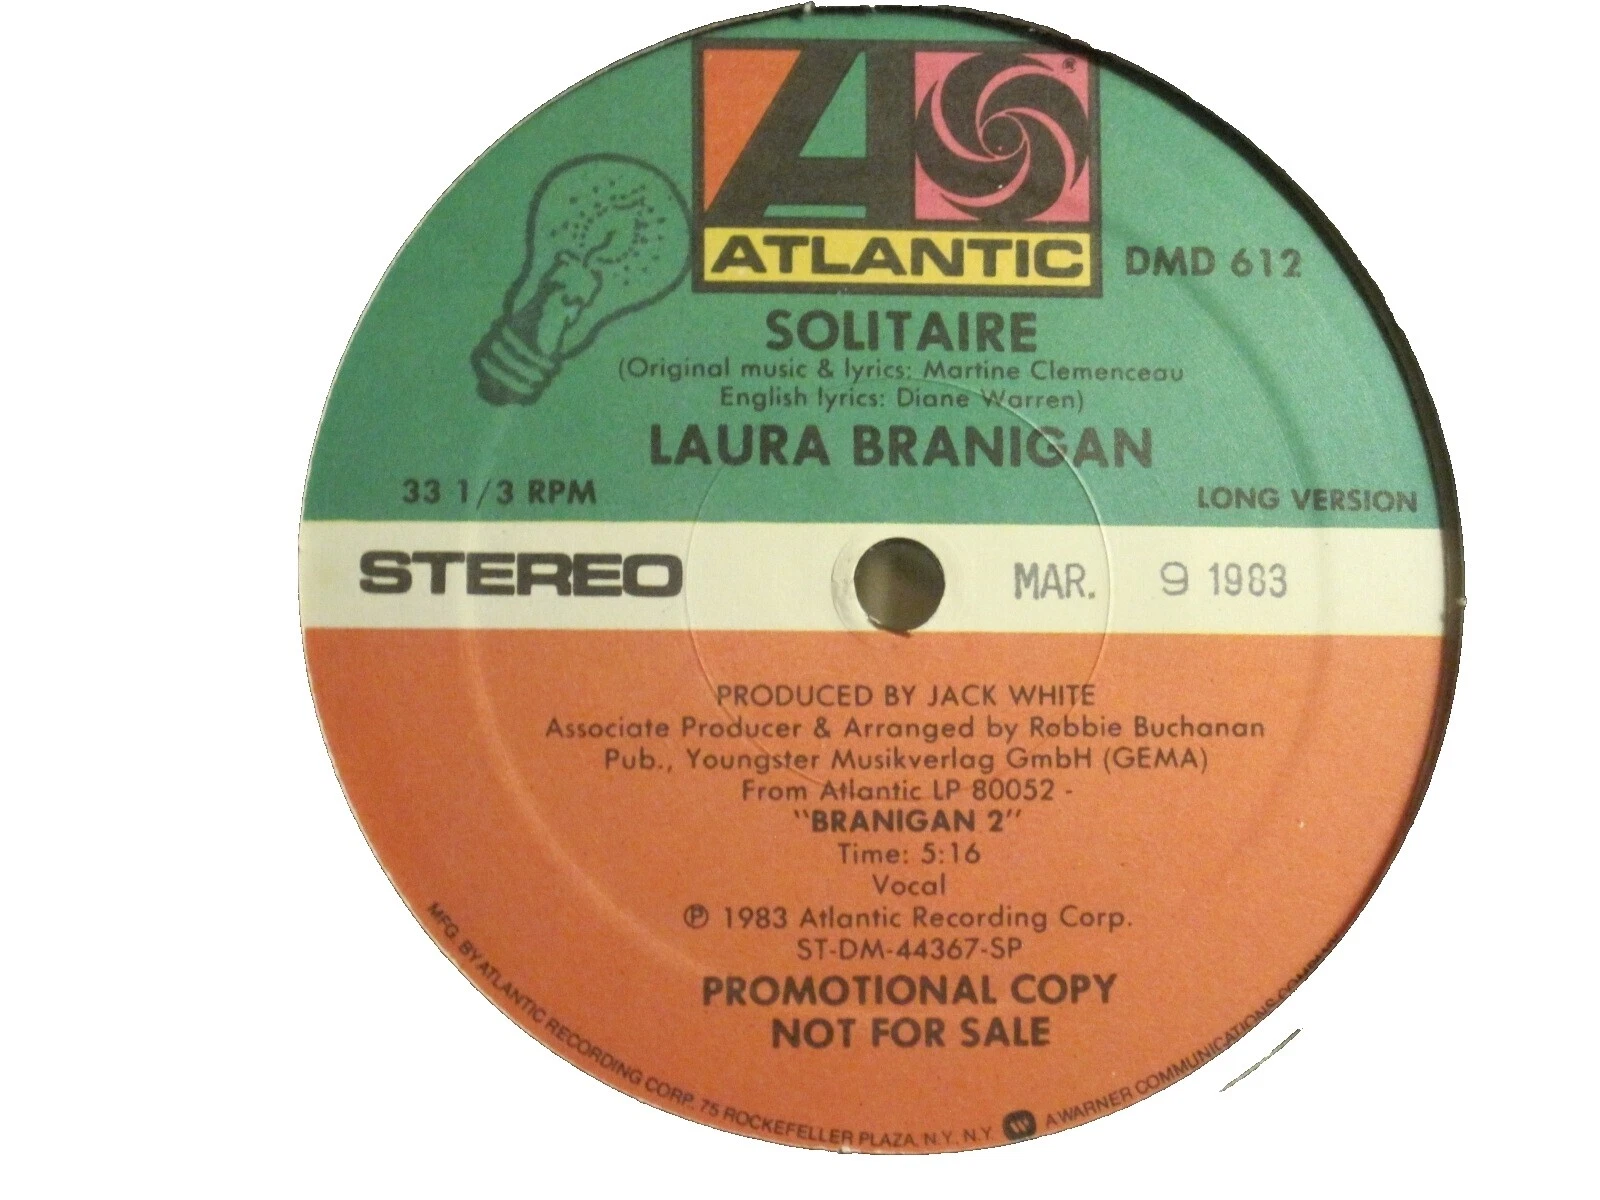 ATLANTIC
®
DMD 612
SOLITAIRE
(Original music & lyrics: Martine Clemenceau
English lyrics: Diane Warren)
LAURA BRANIGAN
33 1/3 RPM
LONG VERSION
STEREO
MAR. 9 1983
PRODUCED BY JACK WHITE
Associate Producer & Arranged by Robbie Buchanan
Pub., Youngster Musikverlag GmbH (GEMA)
From Atlantic LP 80052 -
"BRANIGAN 2"
Time: 5:16
Vocal
℗ 1983 Atlantic Recording Corp.
ST-DM-44367-SP
PROMOTIONAL COPY
NOT FOR SALE
MFG. BY ATLANTIC RECORDING CORP. 75 ROCKEFELLER PLAZA, N.Y., N.Y. A WARNER COMMUNICATIONS COMPANY